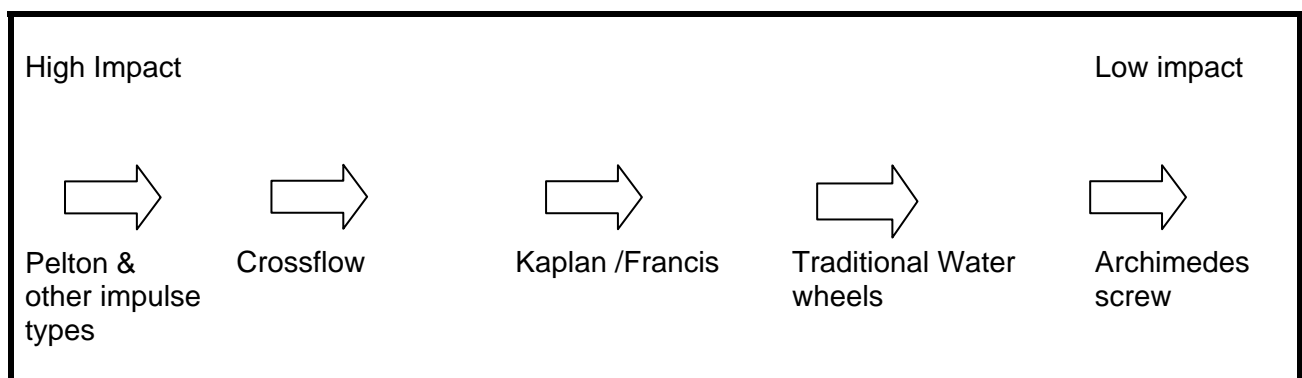 High Impact
Low impact
Pelton &
other impulse
types
Crossflow
Kaplan /Francis
Traditional Water
wheels
Archimedes
screw